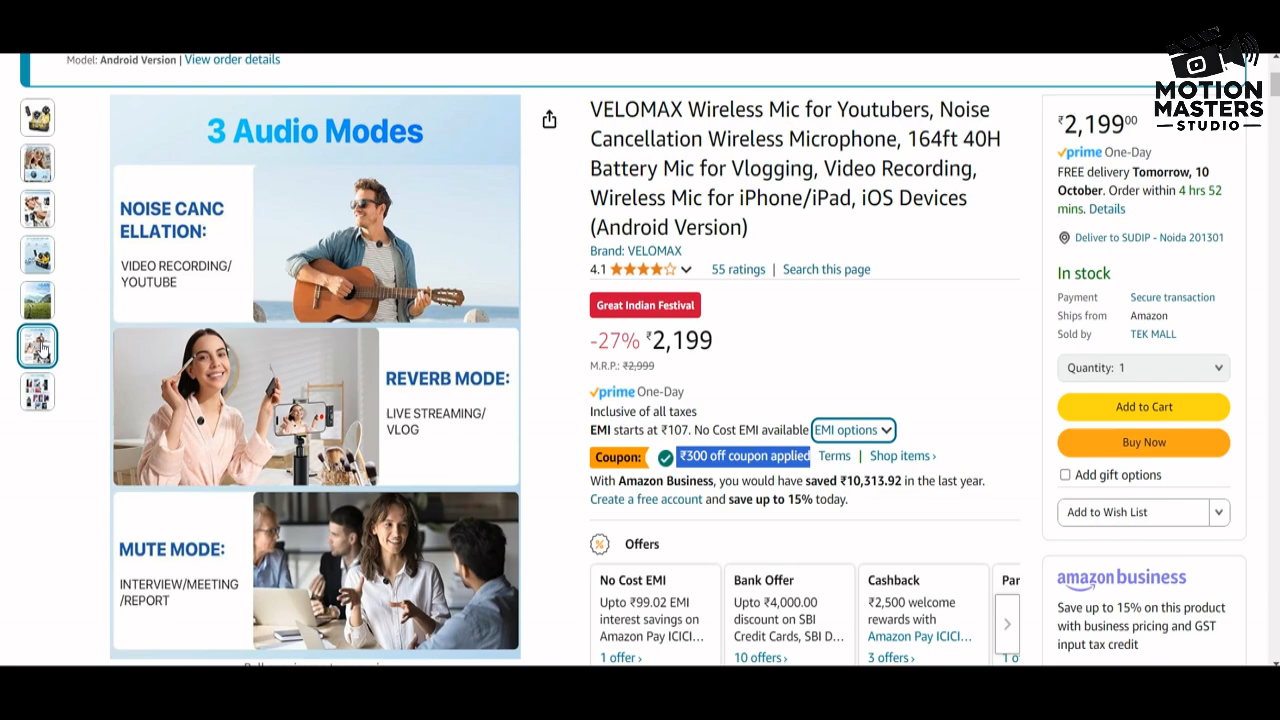 Model: Android Version | View order details
MOTION
MASTERS
STUDIO
3 Audio Modes
NOISE CANC
ELLATION:
VIDEO RECORDING/
YOUTUBE
REVERB MODE:
LIVE STREAMING/
VLOG
MUTE MODE:
INTERVIEW/MEETING
/REPORT
VELOMAX Wireless Mic for Youtubers, Noise
Cancellation Wireless Microphone, 164ft 40H
Battery Mic for Vlogging, Video Recording,
Wireless Mic for iPhone/iPad, iOS Devices
(Android Version)
Brand: VELOMAX
4.1 55 ratings | Search this page
Great Indian Festival
-27% ₹2,199
M.R.P.: ₹2,999
prime One-Day
Inclusive of all taxes
EMI starts at ₹107. No Cost EMI available EMI options
Coupon: ₹300 off coupon applied Terms | Shop items ›
With Amazon Business, you would have saved ₹10,313.92 in the last year.
Create a free account and save up to 15% today.
Offers
No Cost EMI
Upto ₹99.02 EMI
interest savings on
Amazon Pay ICICI…
1 offer ›
Bank Offer
Upto ₹4,000.00
discount on SBI
Credit Cards, SBI D…
10 offers ›
Cashback
₹2,500 welcome
rewards with
Amazon Pay ICICI…
3 offers ›
Par
1 o
₹2,199⁰⁰
prime One-Day
FREE delivery Tomorrow, 10
October. Order within 4 hrs 52
mins. Details
Deliver to SUDIP - Noida 201301
In stock
Payment Secure transaction
Ships from Amazon
Sold by TEK MALL
Quantity: 1
Add to Cart
Buy Now
Add gift options
Add to Wish List
amazon business
Save up to 15% on this product
with business pricing and GST
input tax credit